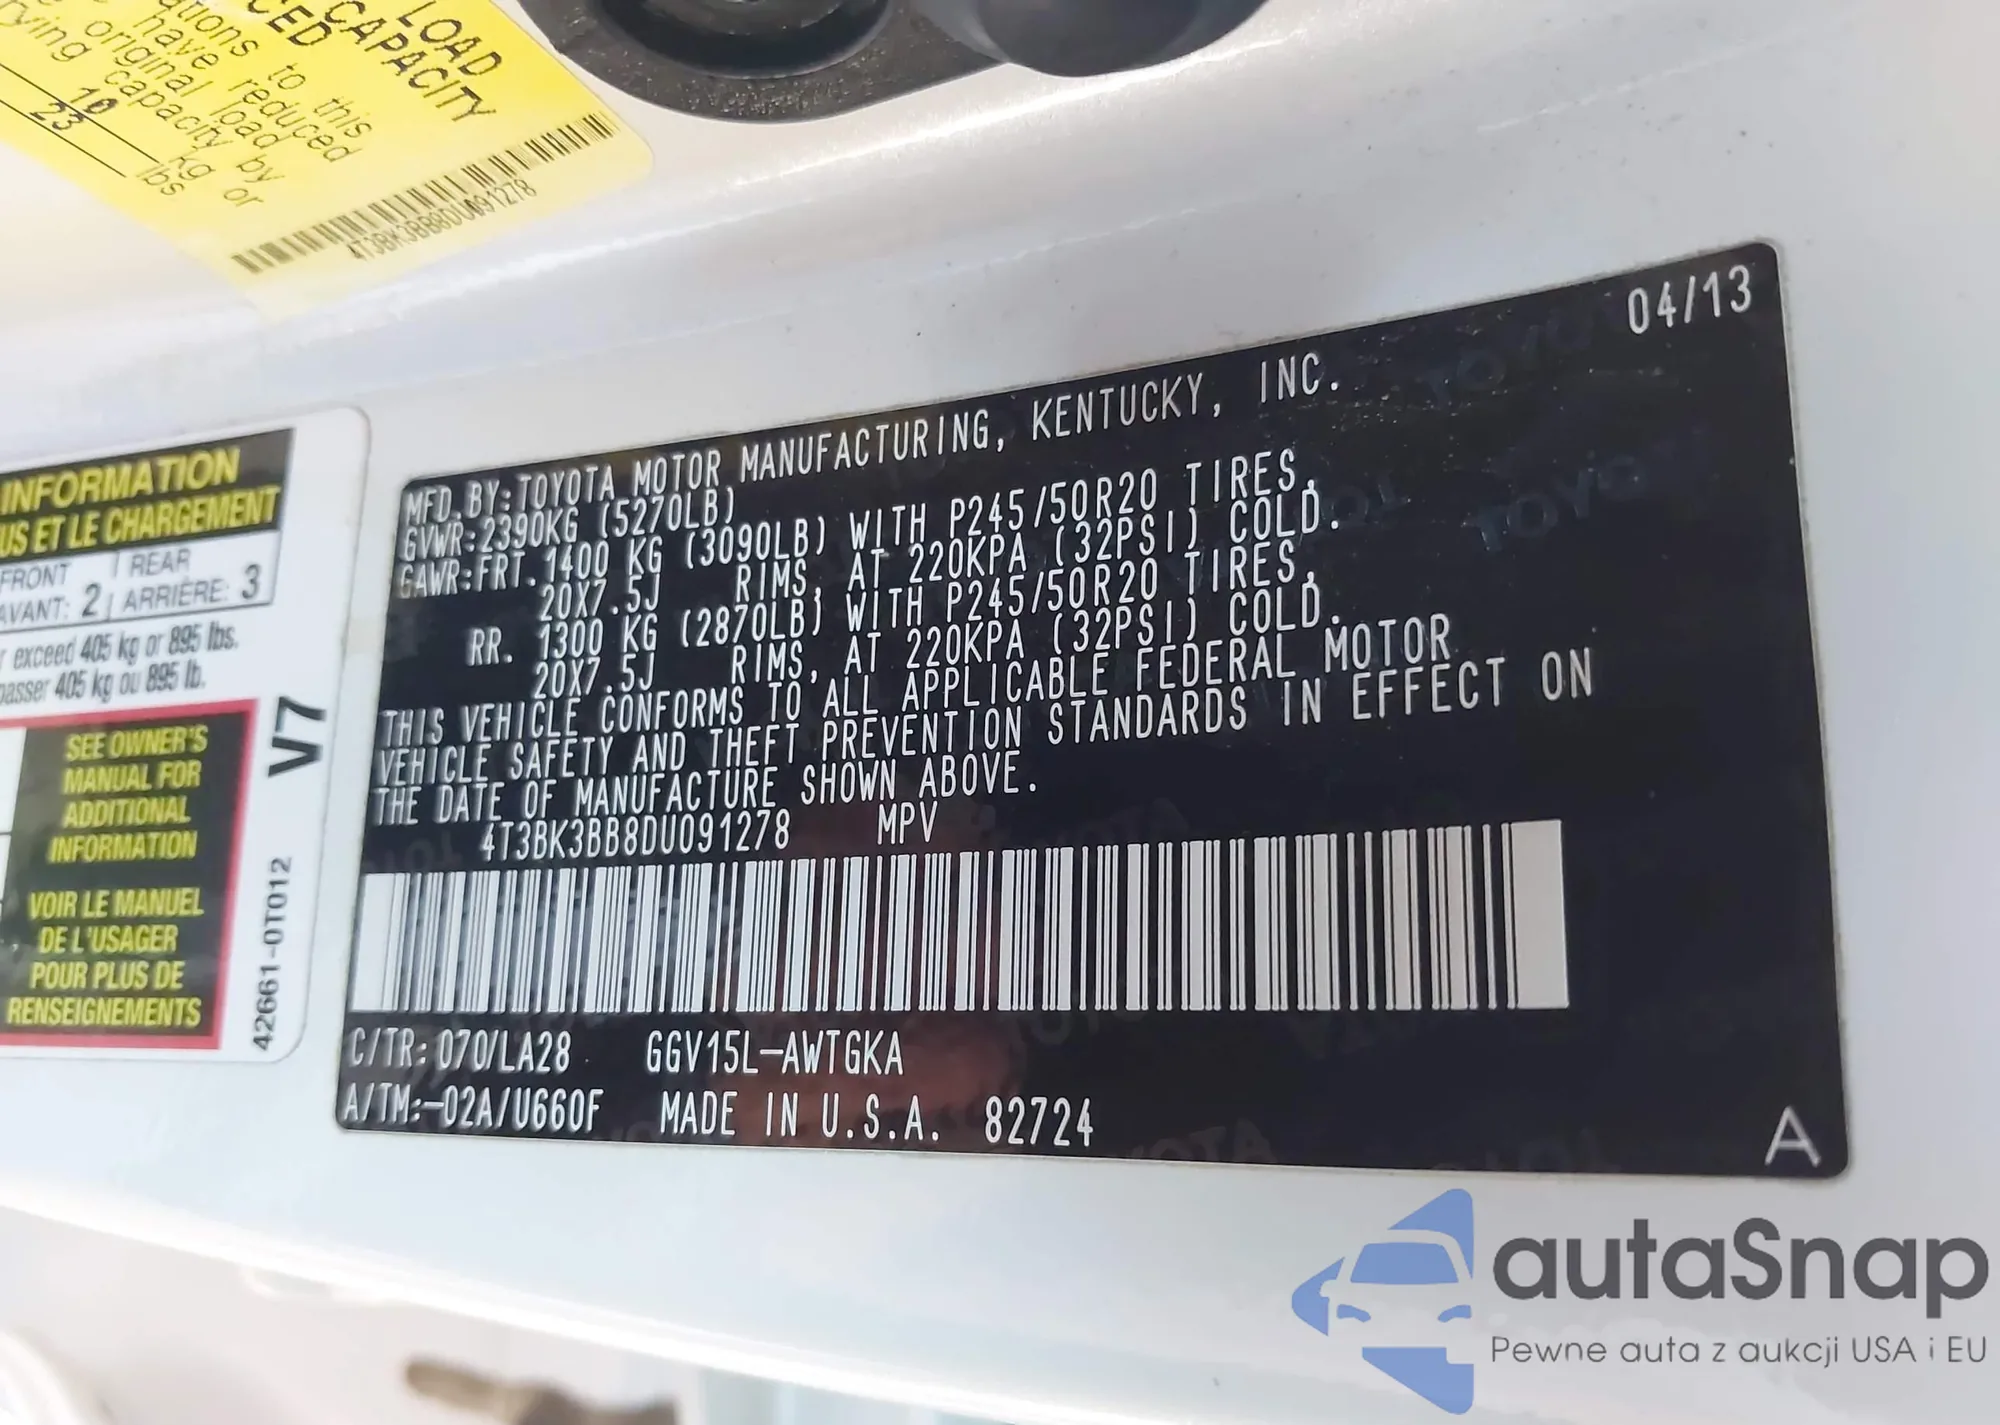 LOAD
CAPACITY
CED
ations to this
have reduced
original load
rying capacity by
10 kg or
23 lbs
4T3BK3BB8DU091278
INFORMATION
US ET LE CHARGEMENT
FRONT
AVANT: 2
REAR
ARRIÈRE: 3
r exceed 405 kg or 895 lbs.
passer 405 kg ou 895 lb.
SEE OWNER'S
MANUAL FOR
ADDITIONAL
INFORMATION
VOIR LE MANUEL
DE L'USAGER
POUR PLUS DE
RENSEIGNEMENTS
V7
42661-0T012
04/13
MFD. BY: TOYOTA MOTOR MANUFACTURING, KENTUCKY, INC.
GVWR: 2390KG (5270LB)
GAWR: FRT. 1400 KG (3090LB) WITH P245/50R20 TIRES,
20X7.5J RIMS, AT 220KPA (32PSI) COLD.
RR. 1300 KG (2870LB) WITH P245/50R20 TIRES,
20X7.5J RIMS, AT 220KPA (32PSI) COLD.
THIS VEHICLE CONFORMS TO ALL APPLICABLE FEDERAL MOTOR
VEHICLE SAFETY AND THEFT PREVENTION STANDARDS IN EFFECT ON
THE DATE OF MANUFACTURE SHOWN ABOVE.
4T3BK3BB8DU091278 MPV
C/TR: 070/LA28 GGV15L-AWTGKA
A/TM:-02A/U660F MADE IN U.S.A. 82724
A
autaSnap
Pewne auta z aukcji USA i EU